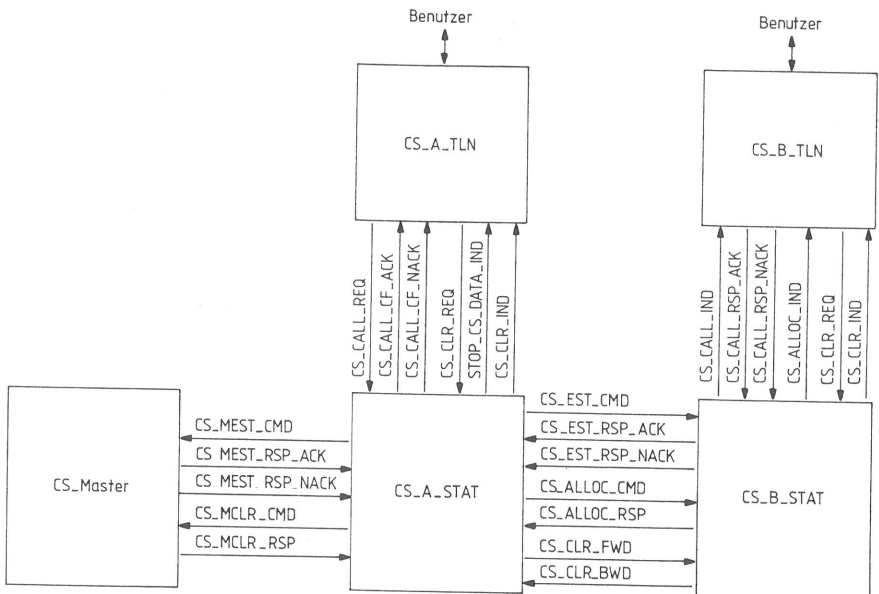 Benutzer
Benutzer
CS_A_TLN
CS_B_TLN
CS_CALL_REQ
CS_CALL_CF_ACK
CS_CALL_CF_NACK
CS_CLR_REQ
STOP_CS_DATA_IND
CS_CLR_IND
CS_CALL_IND
CS_CALL_RSP_ACK
CS_CALL_RSP_NACK
CS_ALLOC_IND
CS_CLR_REQ
CS_CLR_IND
CS_Master
CS_MEST_CMD
CS_MEST_RSP_ACK
CS_MEST_RSP_NACK
CS_MCLR_CMD
CS_MCLR_RSP
CS_A_STAT
CS_EST_CMD
CS_EST_RSP_ACK
CS_EST_RSP_NACK
CS_ALLOC_CMD
CS_ALLOC_RSP
CS_CLR_FWD
CS_CLR_BWD
CS_B_STAT